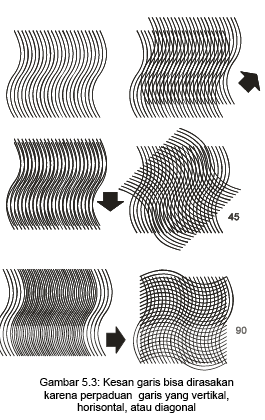 45
90
Gambar 5.3: Kesan garis bisa dirasakan
karena perpaduan garis yang vertikal,
horisontal, atau diagonal